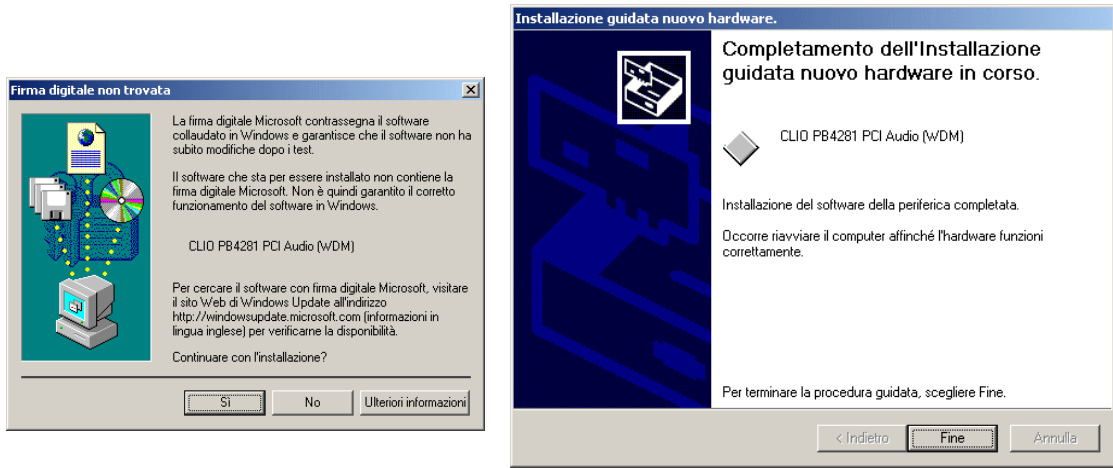 Firma digitale non trovata
La firma digitale Microsoft contrassegna il software
collaudato in Windows e garantisce che il software non ha
subito modifiche dopo i test.
Il software che sta per essere installato non contiene la
firma digitale Microsoft. Non è quindi garantito il corretto
funzionamento del software in Windows.
CLIO PB4281 PCI Audio (WDM)
Per cercare il software con firma digitale Microsoft, visitare
il sito Web di Windows Update all'indirizzo
http://windowsupdate.microsoft.com (informazioni in
lingua inglese) per verificarne la disponibilità.
Continuare con l'installazione?
Sì
No
Ulteriori informazioni
Installazione guidata nuovo hardware.
Completamento dell'Installazione
guidata nuovo hardware in corso.
CLIO PB4281 PCI Audio (WDM)
Installazione del software della periferica completata.
Occorre riavviare il computer affinché l'hardware funzioni
correttamente.
Per terminare la procedura guidata, scegliere Fine.
< Indietro
Fine
Annulla